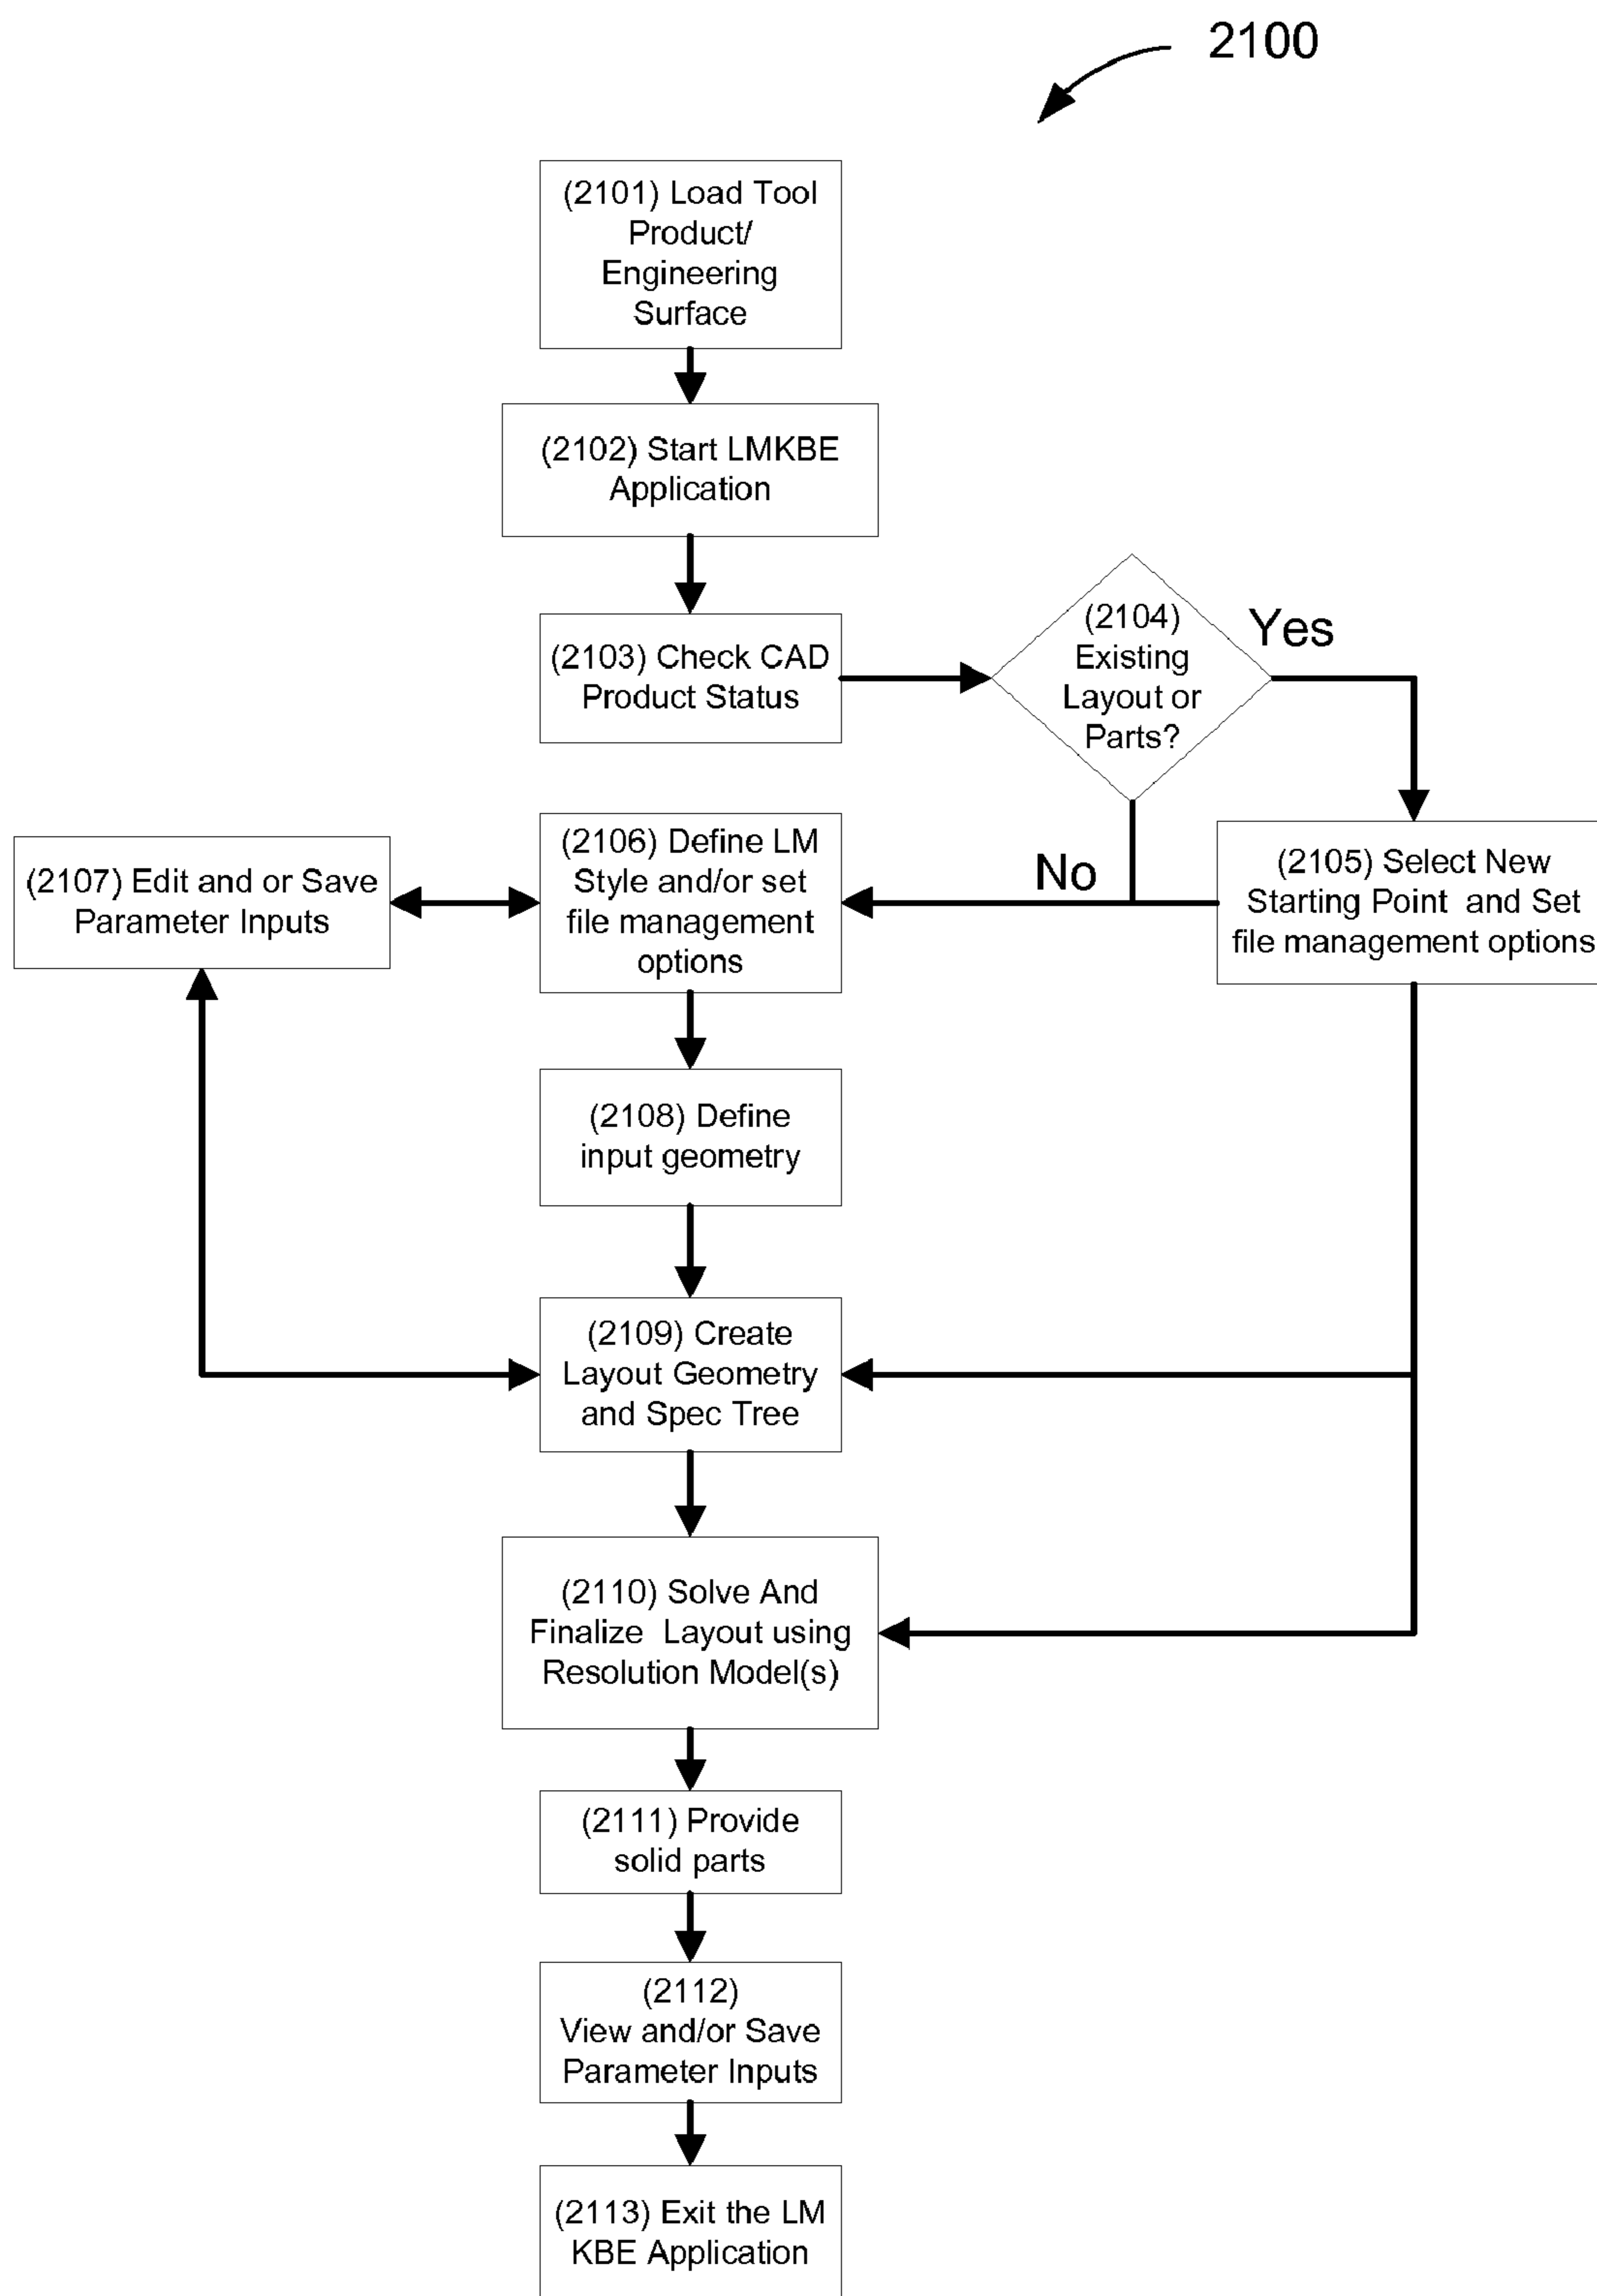 2100
(2101) Load Tool
Product/
Engineering
Surface
(2102) Start LMKBE
Application
(2103) Check CAD
Product Status
(2104)
Existing
Layout or
Parts?
Yes
No
(2105) Select New
Starting Point and Set
file management options
(2106) Define LM
Style and/or set
file management
options
(2107) Edit and or Save
Parameter Inputs
(2108) Define
input geometry
(2109) Create
Layout Geometry
and Spec Tree
(2110) Solve And
Finalize Layout using
Resolution Model(s)
(2111) Provide
solid parts
(2112)
View and/or Save
Parameter Inputs
(2113) Exit the LM
KBE Application